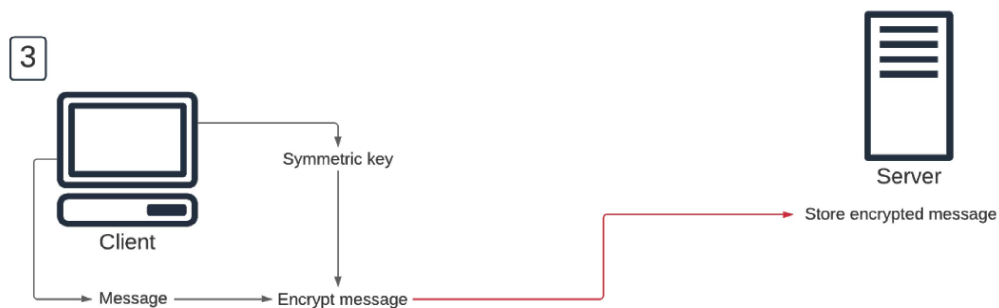 3
Symmetric key
Server
Store encrypted message
Client
Message
Encrypt message